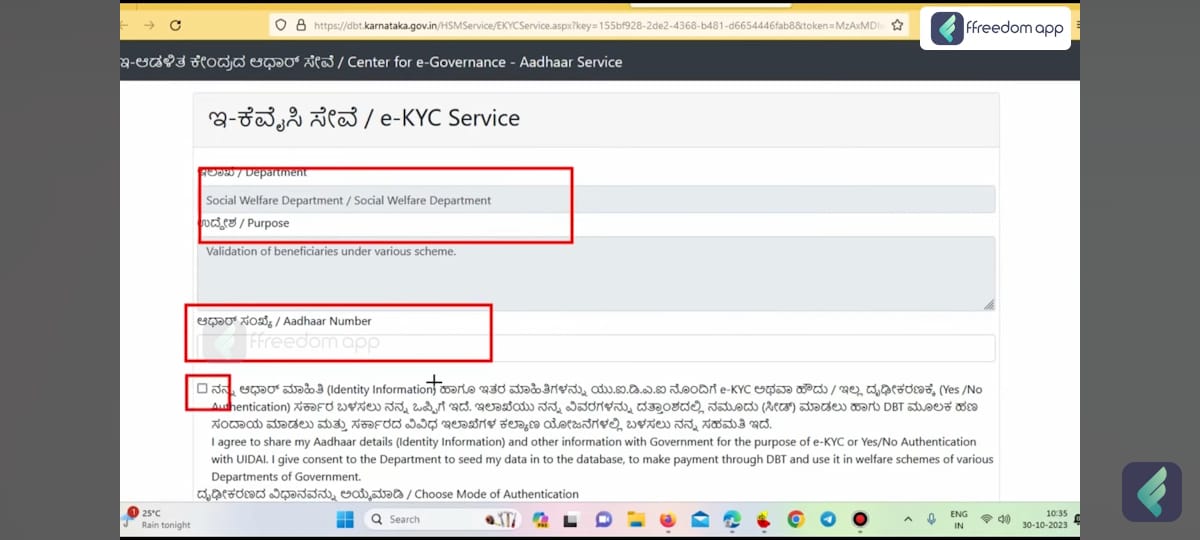 https://dbt.karnataka.gov.in/HSMService/EKYCService.aspx?key=155bf928-2de2-4368-b481-d6654446fab8&token=MzAxMDI
ffreedom app
ಇ-ಆಡಳಿತ ಕೇಂದ್ರದ ಆಧಾರ್ ಸೇವೆ / Center for e-Governance - Aadhaar Service
ಇ-ಕೆವೈಸಿ ಸೇವೆ / e-KYC Service
ಇಲಾಖೆ / Department
Social Welfare Department / Social Welfare Department
ಉದ್ದೇಶ / Purpose
Validation of beneficiaries under various scheme.
ಆಧಾರ್ ಸಂಖ್ಯೆ / Aadhaar Number
ffreedom app
ನನ್ನ ಆಧಾರ್ ಮಾಹಿತಿ (Identity Information) ಹಾಗೂ ಇತರ ಮಾಹಿತಿಗಳನ್ನು ಯು.ಐ.ಡಿ.ಎ.ಐ ನೊಂದಿಗೆ e-KYC ಅಥವಾ ಹೌದು / ಇಲ್ಲ ದೃಢೀಕರಣಕ್ಕೆ (Yes /No
Authentication) ಸರ್ಕಾರ ಬಳಸಲು ನನ್ನ ಒಪ್ಪಿಗೆ ಇದೆ. ಇಲಾಖೆಯು ನನ್ನ ವಿವರಗಳನ್ನು ದತ್ತಾಂಶದಲ್ಲಿ ನಮೂದು (ಸೀಡ್) ಮಾಡಲು ಹಾಗು DBT ಮೂಲಕ ಹಣ
ಸಂದಾಯ ಮಾಡಲು ಮತ್ತು ಸರ್ಕಾರದ ವಿವಿಧ ಇಲಾಖೆಗಳ ಕಲ್ಯಾಣ ಯೋಜನೆಗಳಲ್ಲಿ ಬಳಸಲು ನನ್ನ ಸಹಮತಿ ಇದೆ.
I agree to share my Aadhaar details (Identity Information) and other information with Government for the purpose of e-KYC or Yes/No Authentication
with UIDAI. I give consent to the Department to seed my data in to the database, to make payment through DBT and use it in welfare schemes of various
Departments of Government.
ದೃಢೀಕರಣದ ವಿಧಾನವನ್ನು ಆಯ್ಕೆಮಾಡಿ / Choose Mode of Authentication
1
25°C
Rain tonight
Search
ENG
IN
10:35
30-10-2023